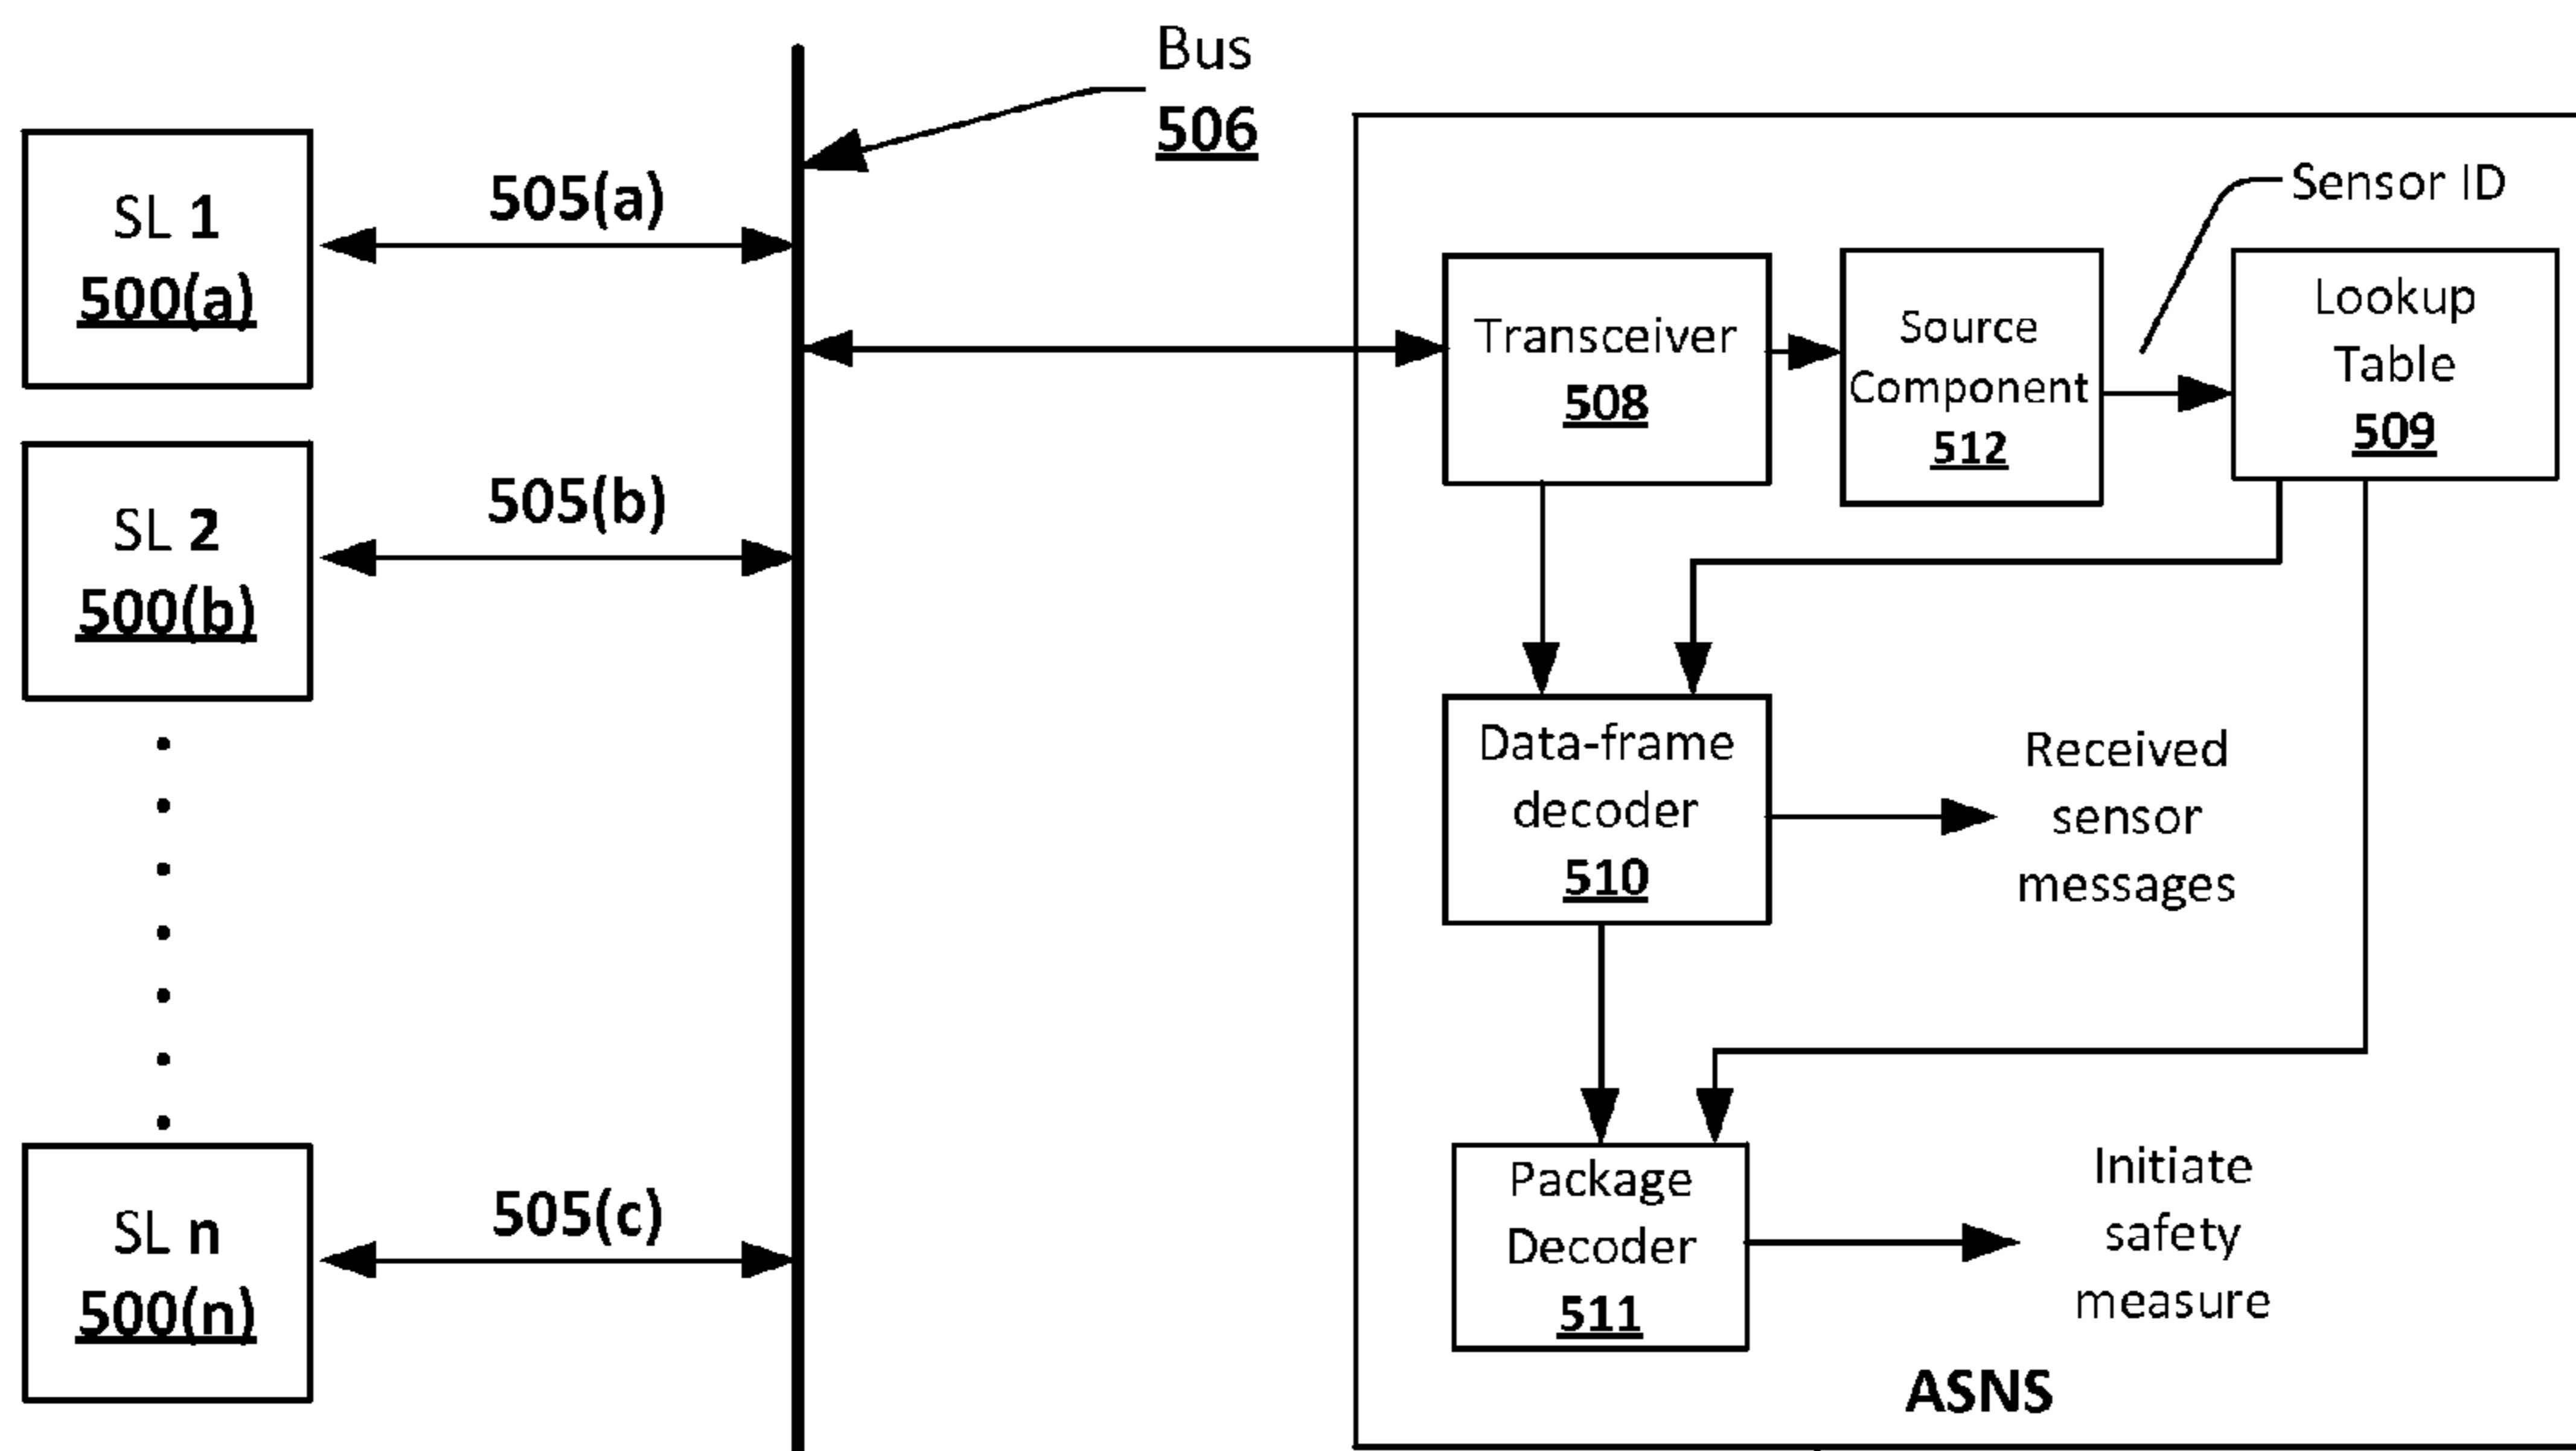 Bus
506
SL 1
500(a)
505(a)
SL 2
500(b)
505(b)
SL n
500(n)
505(c)
Sensor ID
Transceiver
508
Source
Component
512
Lookup
Table
509
Data-frame
decoder
510
Received
sensor
messages
Package
Decoder
511
Initiate
safety
measure
ASNS